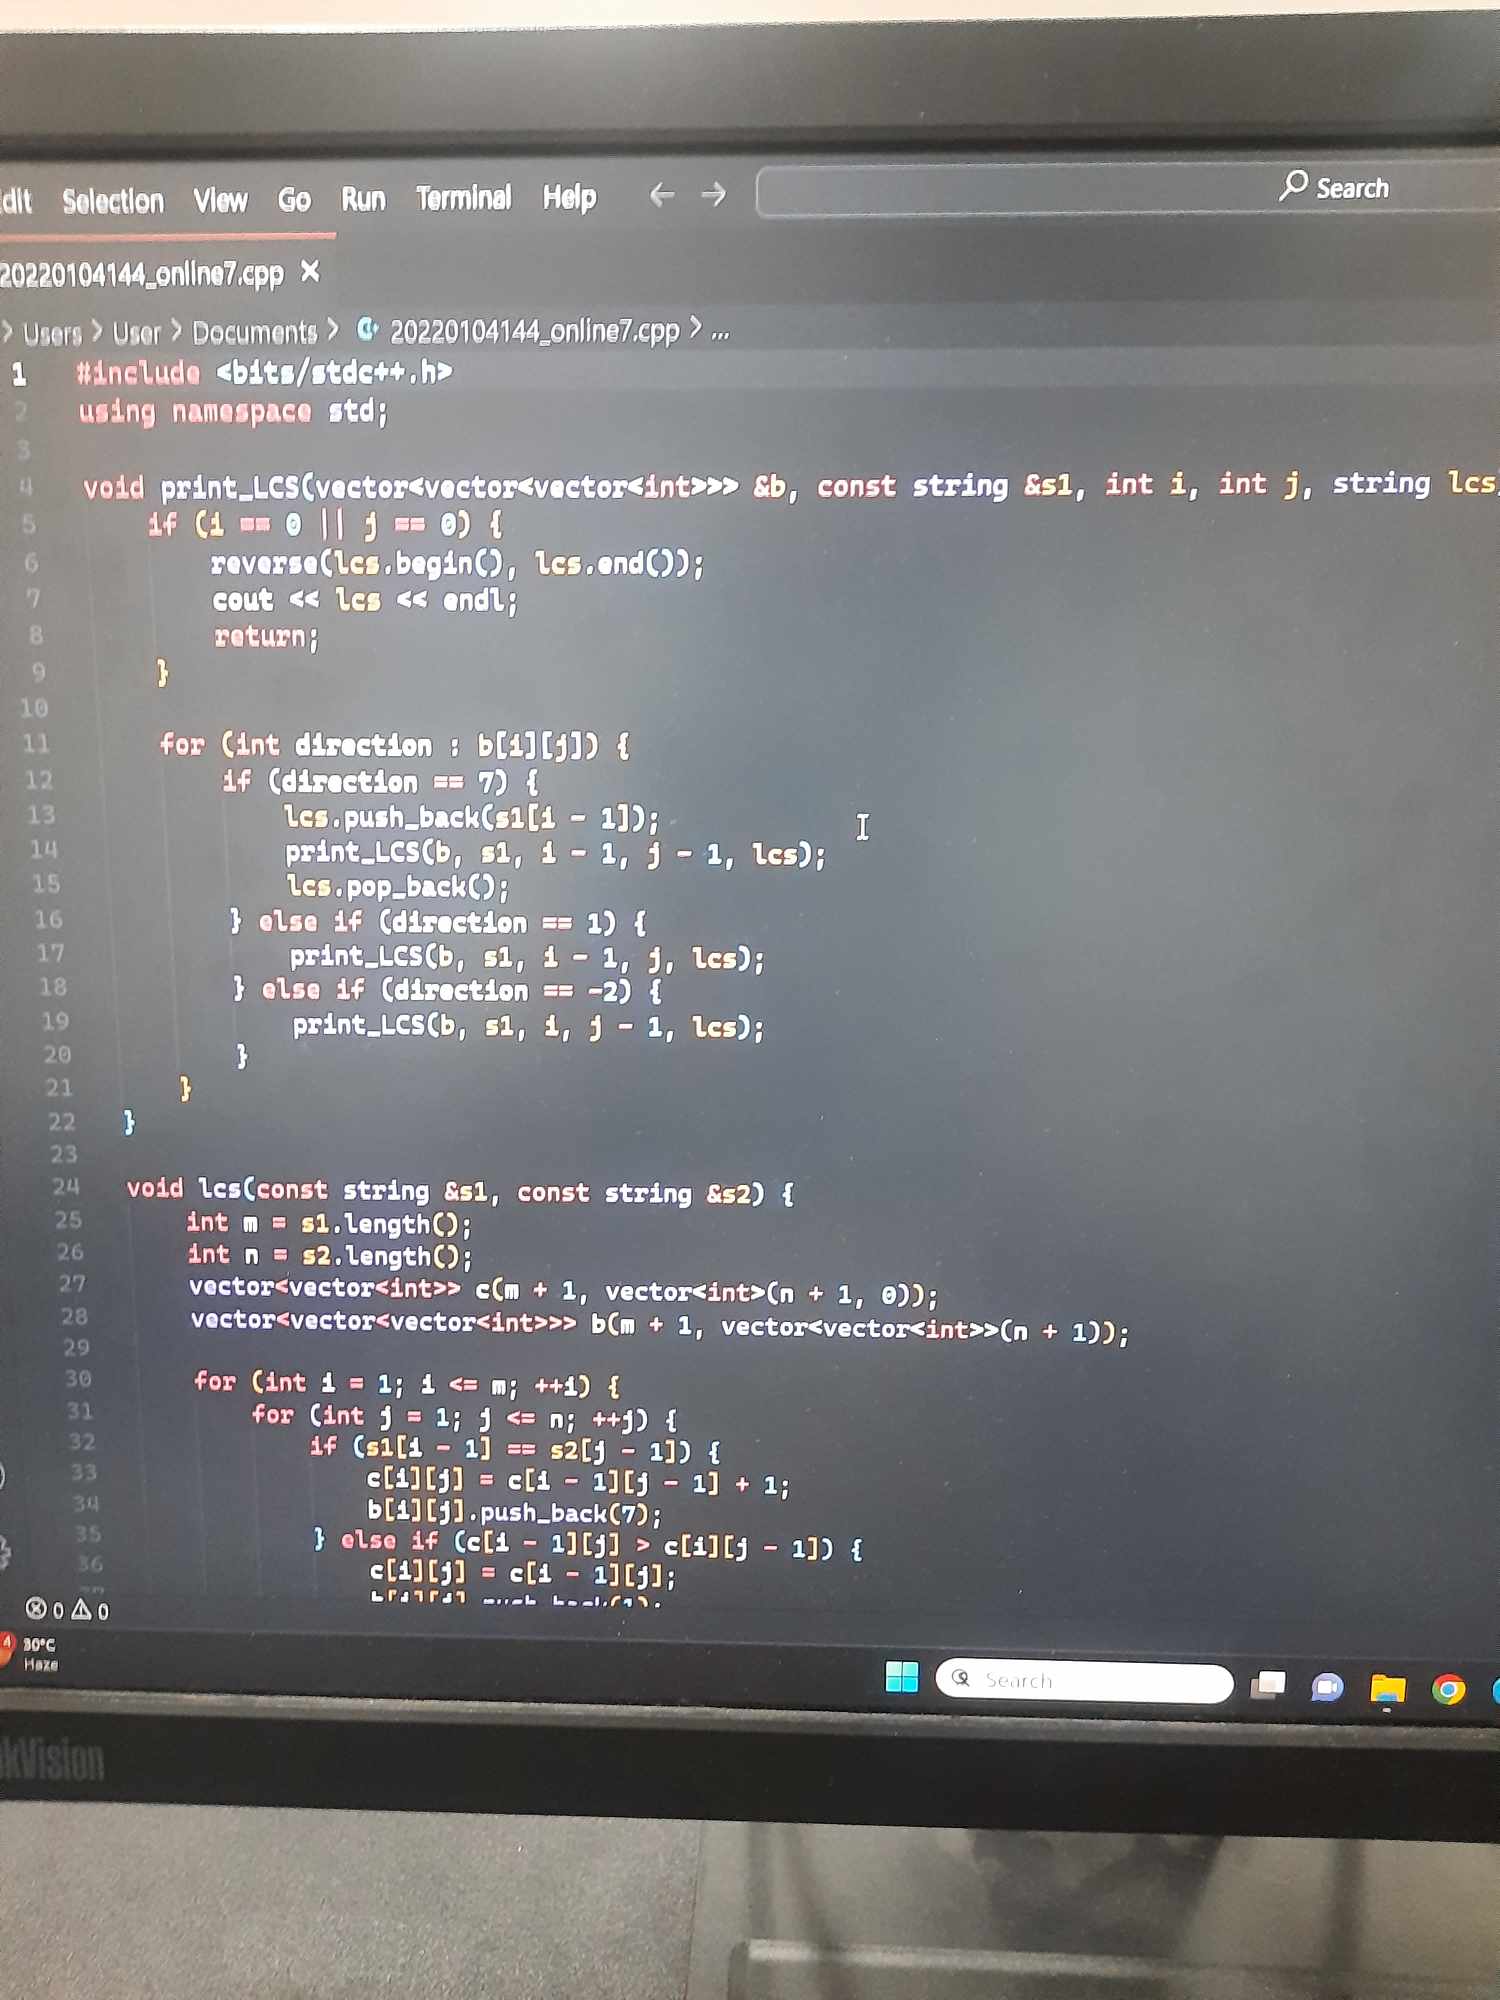 dit Selection View Go Run Terminal Help ← → Search
20220104144_online7.cpp ×
> Users > User > Documents > 20220104144_online7.cpp > ...
1 #include <bits/stdc++.h>
2 using namespace std;
3
4 void print_LCS(vector<vector<vector<int>>> &b, const string &s1, int i, int j, string lcs
5 if (i == 0 || j == 0) {
6 reverse(lcs.begin(), lcs.end());
7 cout << lcs << endl;
8 return;
9 }
10
11 for (int direction : b[i][j]) {
12 if (direction == 7) {
13 lcs.push_back(s1[i - 1]);
14 print_LCS(b, s1, i - 1, j - 1, lcs);
15 lcs.pop_back();
16 } else if (direction == 1) {
17 print_LCS(b, s1, i - 1, j, lcs);
18 } else if (direction == -2) {
19 print_LCS(b, s1, i, j - 1, lcs);
20 }
21 }
22 }
23
24 void lcs(const string &s1, const string &s2) {
25 int m = s1.length();
26 int n = s2.length();
27 vector<vector<int>> c(m + 1, vector<int>(n + 1, 0));
28 vector<vector<vector<int>>> b(m + 1, vector<vector<int>>(n + 1));
29
30 for (int i = 1; i <= m; ++i) {
31 for (int j = 1; j <= n; ++j) {
32 if (s1[i - 1] == s2[j - 1]) {
33 c[i][j] = c[i - 1][j - 1] + 1;
34 b[i][j].push_back(7);
35 } else if (c[i - 1][j] > c[i][j - 1]) {
36 c[i][j] = c[i - 1][j];
0 0
4 30°C
Haze
Search
kVision